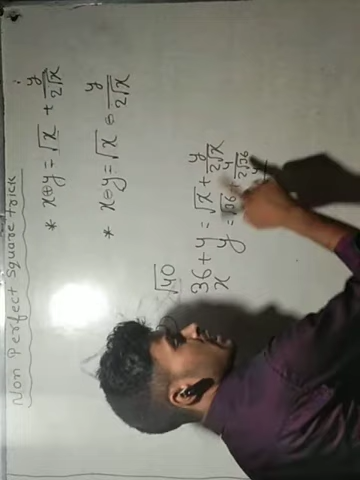 Non Perfect Square trick
* x⊕y = √x + y/2√x
* x⊖y = √x ⊖ y/2√x
√40
36 + 4 = √x + y/2√x
x y = √36 + 4/2√36